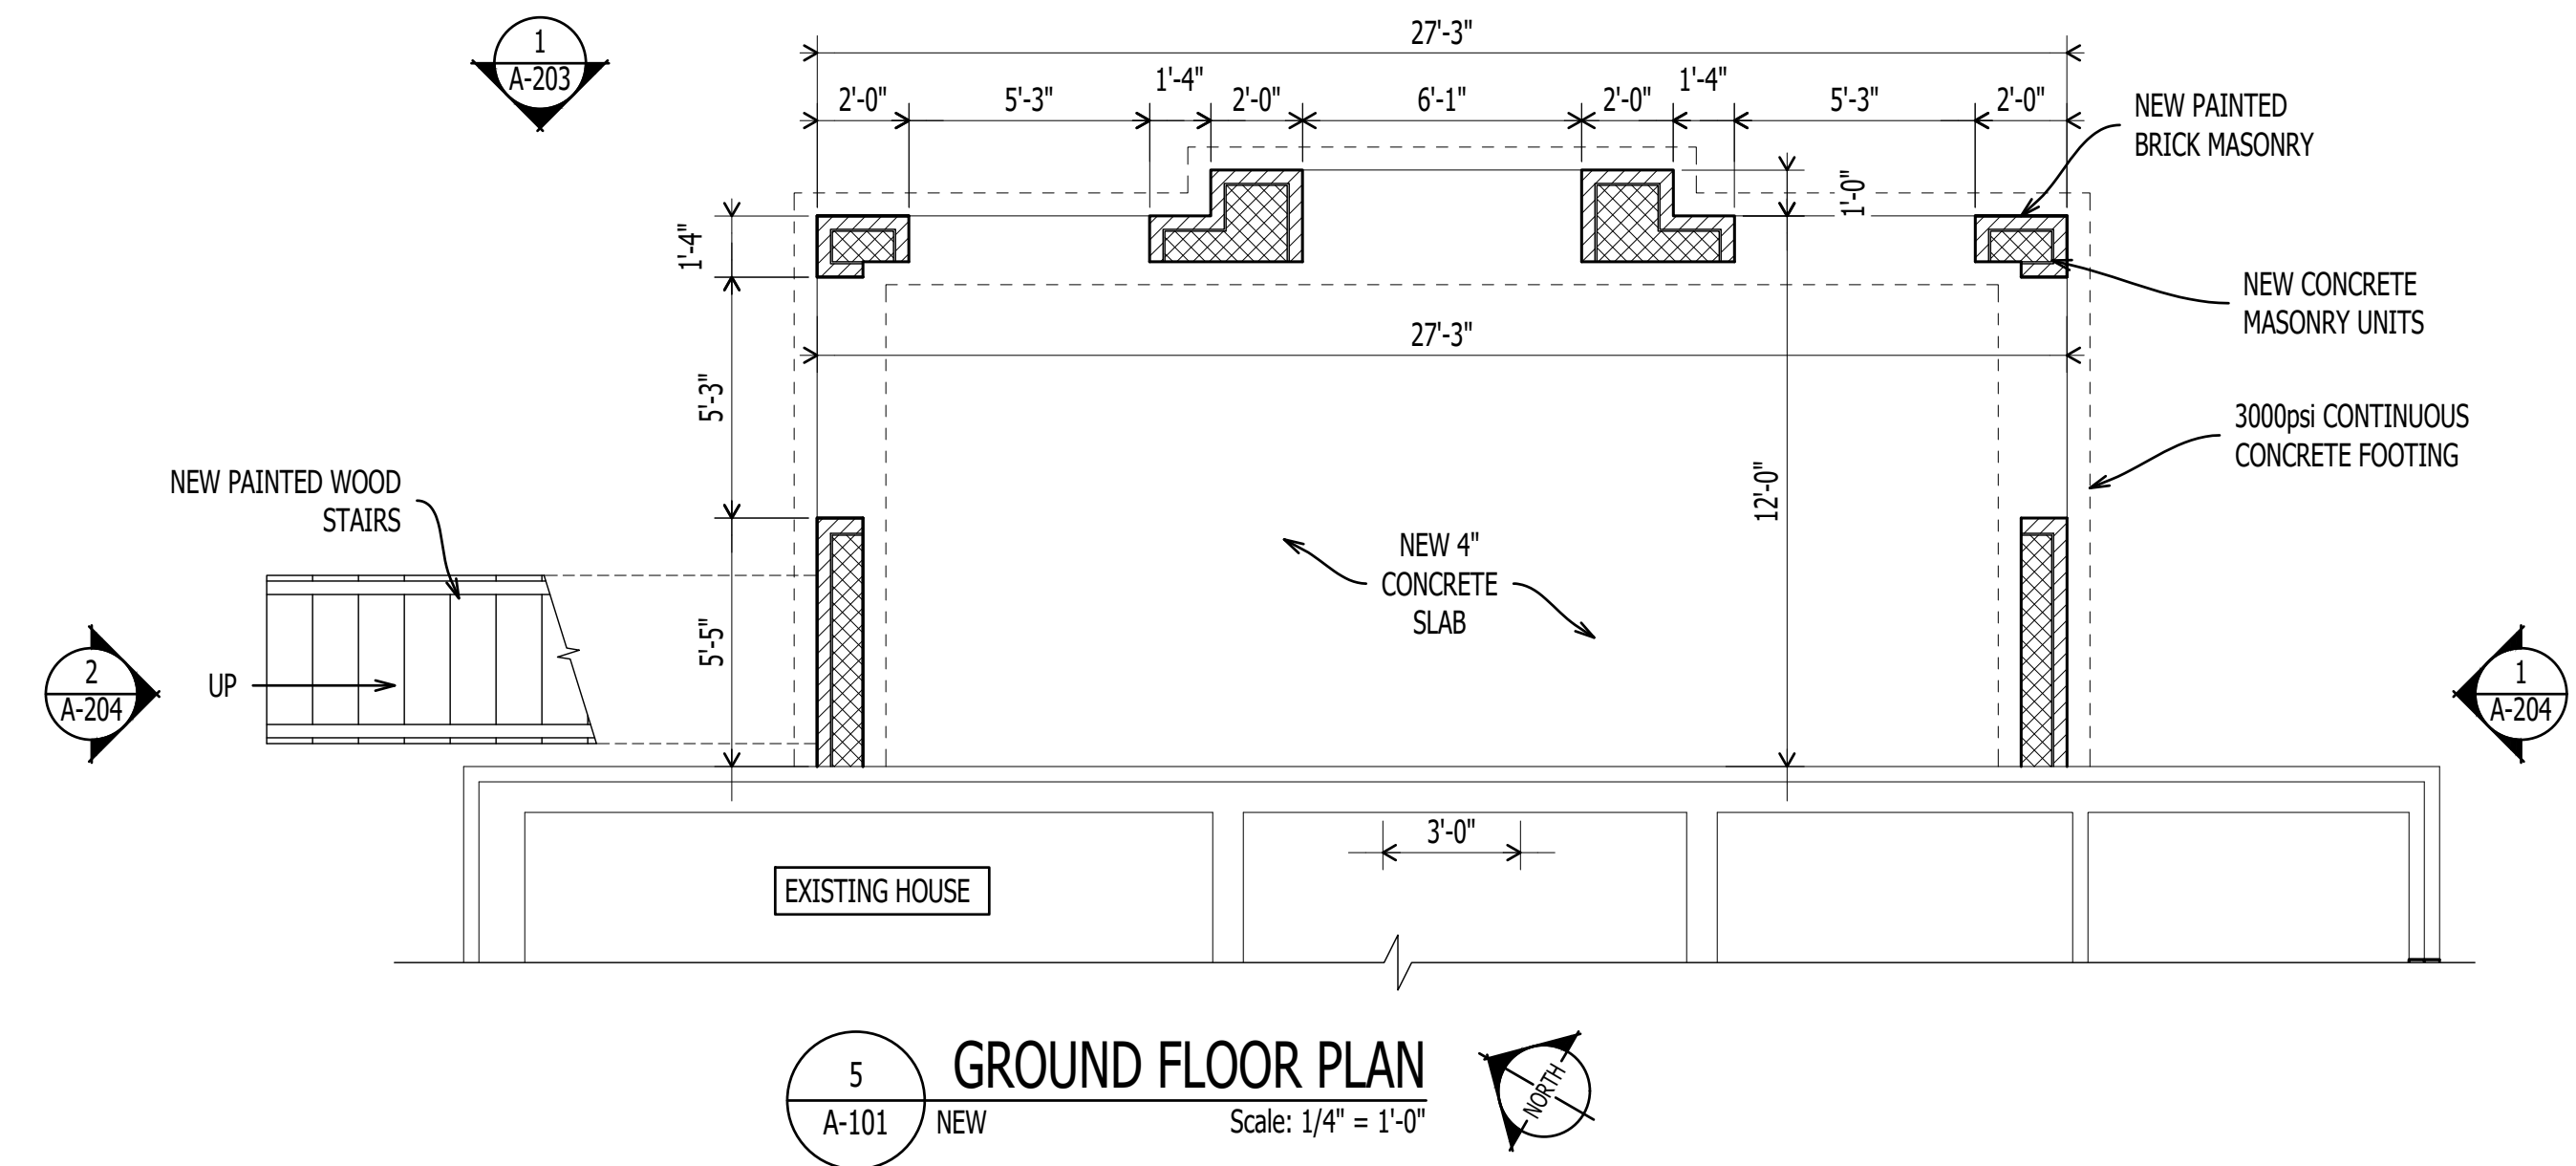 1
A-203
27'-3"
2'-0"
5'-3"
1'-4"
2'-0"
6'-1"
2'-0"
1'-4"
5'-3"
2'-0"
NEW PAINTED
BRICK MASONRY
1'-4"
1'-0"
NEW CONCRETE
MASONRY UNITS
27'-3"
5'-3"
3000psi CONTINUOUS
CONCRETE FOOTING
12'-0"
NEW PAINTED WOOD
STAIRS
NEW 4"
CONCRETE
SLAB
5'-5"
2
A-204
UP
1
A-204
3'-0"
EXISTING HOUSE
5
A-101
GROUND FLOOR PLAN
NEW
Scale: 1/4" = 1'-0"
NORTH